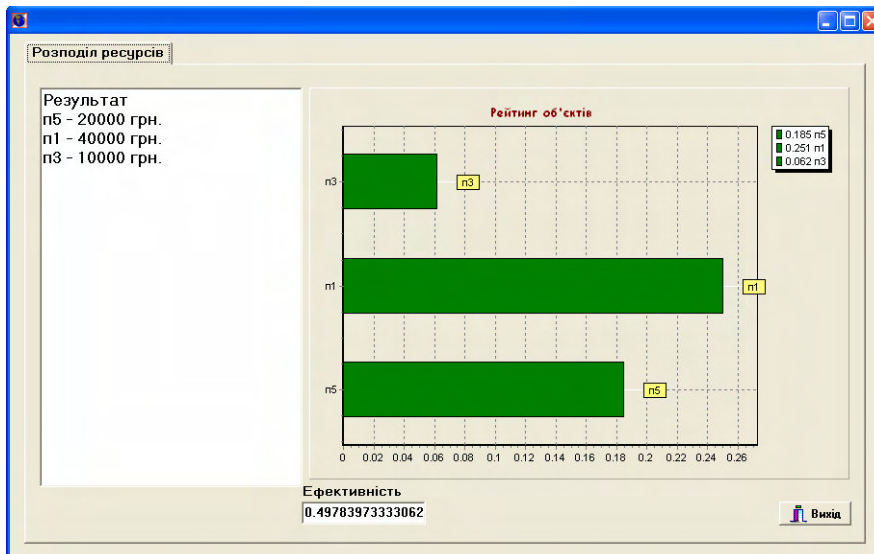 Розподіл ресурсів
Результат
п5 - 20000 грн.
п1 - 40000 грн.
п3 - 10000 грн.
Рейтинг об'єктів
0.185 п5
0.251 п1
0.062 п3
п3
п3
п1
п1
п5
п5
0 0.02 0.04 0.06 0.08 0.1 0.12 0.14 0.16 0.18 0.2 0.22 0.24 0.26
Ефективність
0.49783973333062
Вихід